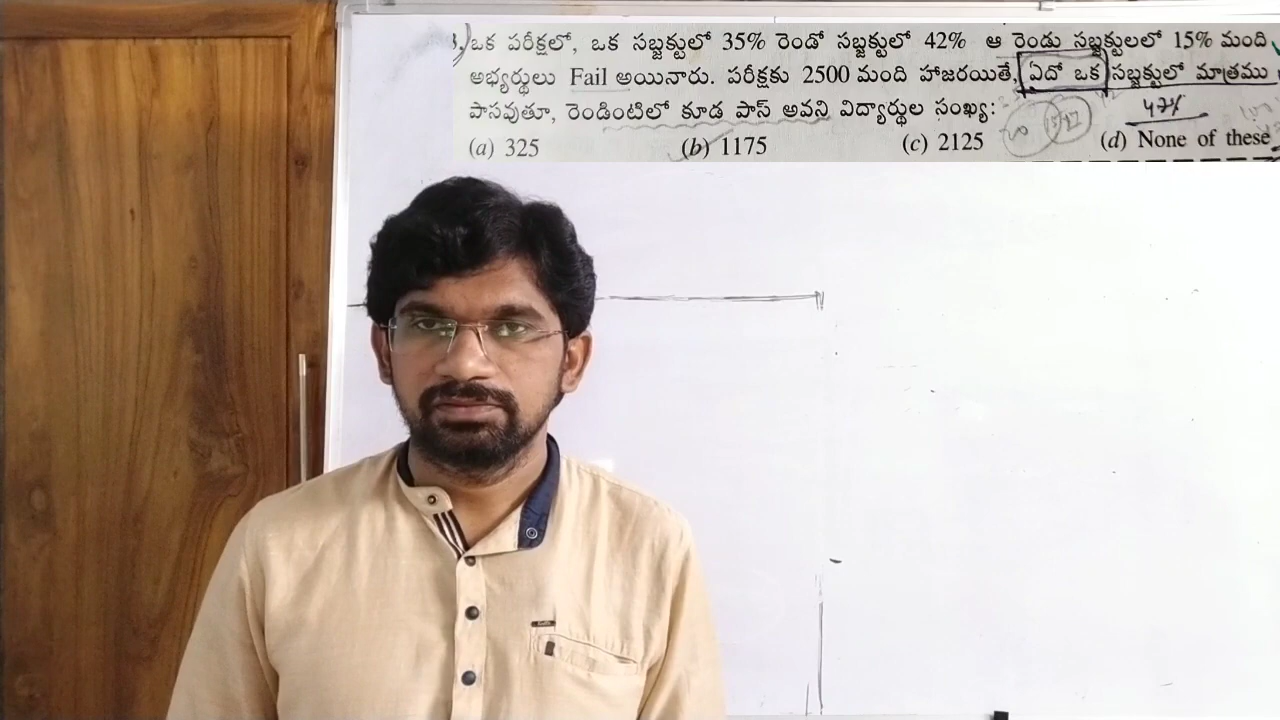 ఒక పరీక్షలో, ఒక సబ్జక్టులో 35% రెండో సబ్జక్టులో 42% ఆ రెండు సబ్జక్టులలో 15% మంది
అభ్యర్థులు Fail అయినారు. పరీక్షకు 2500 మంది హాజరయితే, ఏదో ఒక సబ్జక్టులో మాత్రము
పాసవుతూ, రెండింటిలో కూడ పాస్ అవని విద్యార్థుల సంఖ్య: 47%
(a) 325 (b) 1175 (c) 2125 (d) None of these